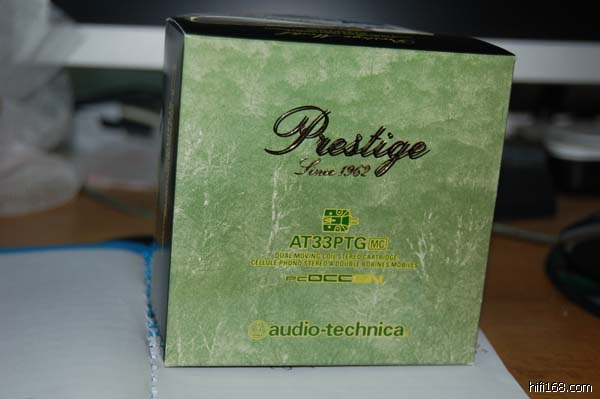 Prestige
Since 1962
AT33PTG MC
DUAL MOVING COIL STEREO CARTRIDGE
CELLULE PHONO STEREO A DOUBLE BOBINES MOBILES
PCOCC
audio-technica
hifi168.com